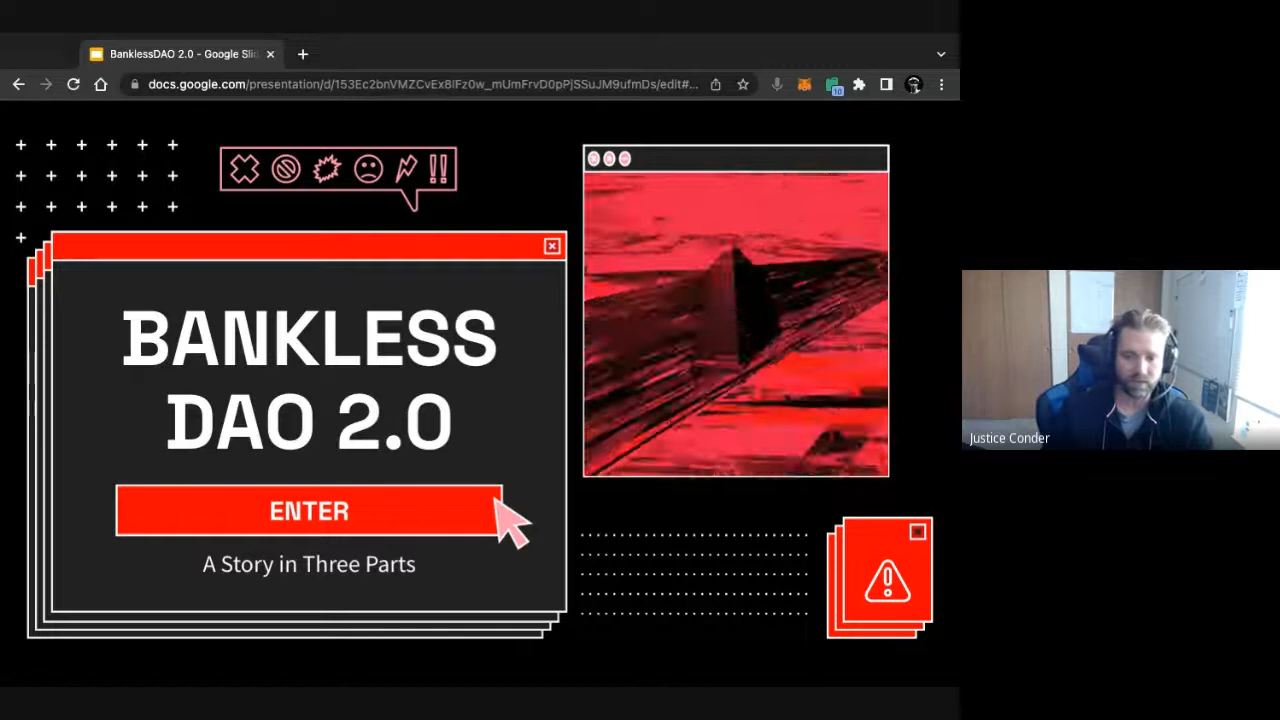 BanklessDAO 2.0 - Google Slid
docs.google.com/presentation/d/153Ec2bnVMZCvEx8lFz0w_mUmFrvD0pPjSSuJM9ufmDs/edit#...
10
BANKLESS
DAO 2.0
ENTER
A Story in Three Parts
Justice Conder